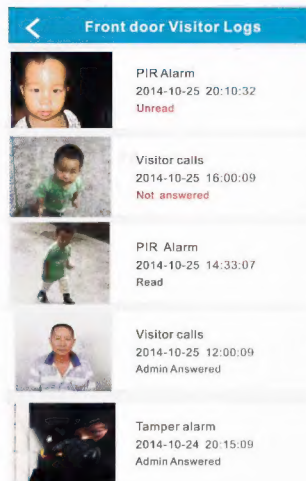 Front door Visitor Logs
PIR Alarm
2014-10-25 20:10:32
Unread
Visitor calls
2014-10-25 16:00:09
Not answered
PIR Alarm
2014-10-25 14:33:07
Read
Visitor calls
2014-10-25 12:00:09
Admin Answered
Tamper alarm
2014-10-24 20:15:09
Admin Answered